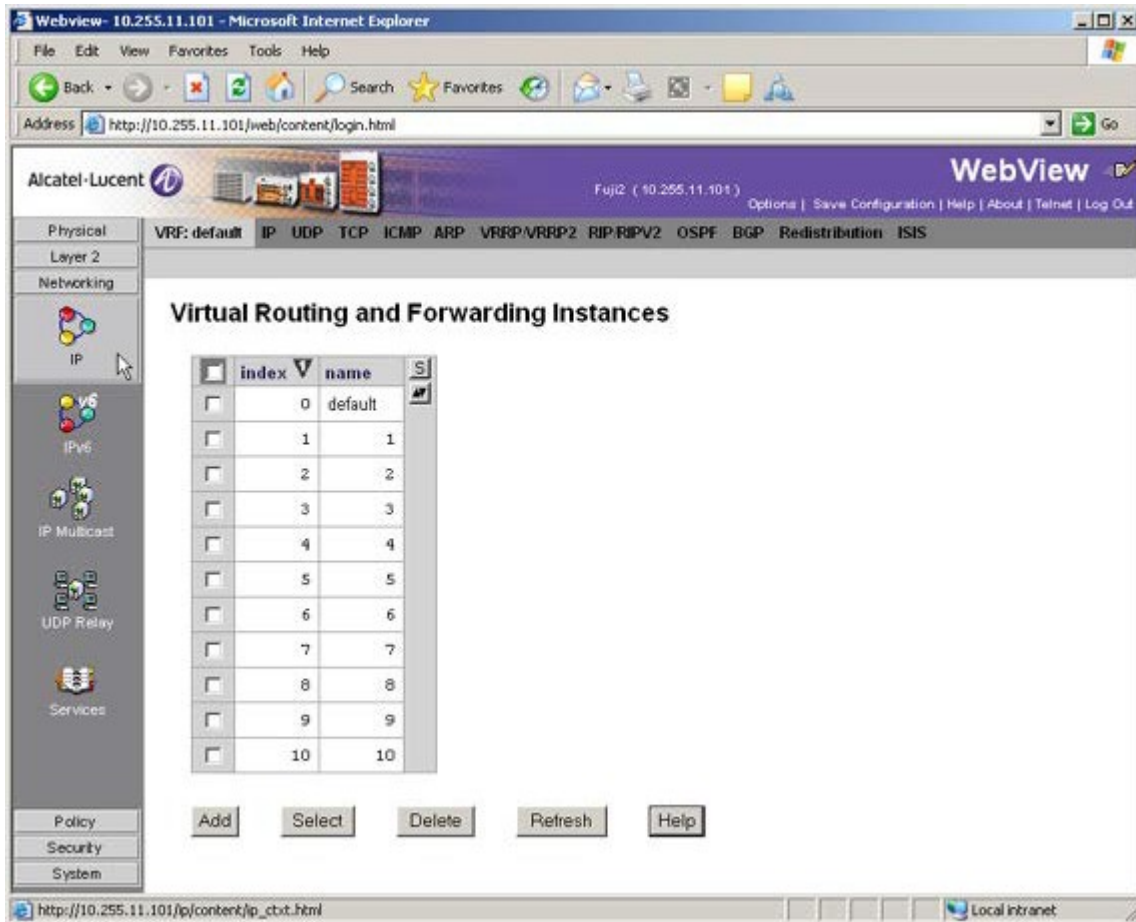 Webview- 10.255.11.101 - Microsoft Internet Explorer
File Edit View Favorites Tools Help
Back Search Favorites
Address http://10.255.11.101/web/content/login.html Go
Alcatel-Lucent
WebView
Fuji2 ( 10.255.11.101 )
Options | Save Configuration | Help | About | Telnet | Log Out
Physical
Layer 2
Networking
VRF: default IP UDP TCP ICMP ARP VRRP/VRRP2 RIP/RIPV2 OSPF BGP Redistribution ISIS
IP
v6
IPv6
IP Multicast
UDP Relay
Services
Policy
Security
System
Virtual Routing and Forwarding Instances
index name S
0 default
1 1
2 2
3 3
4 4
5 5
6 6
7 7
8 8
9 9
10 10
Add Select Delete Refresh Help
http://10.255.11.101/ip/content/ip_ctxt.html Local intranet